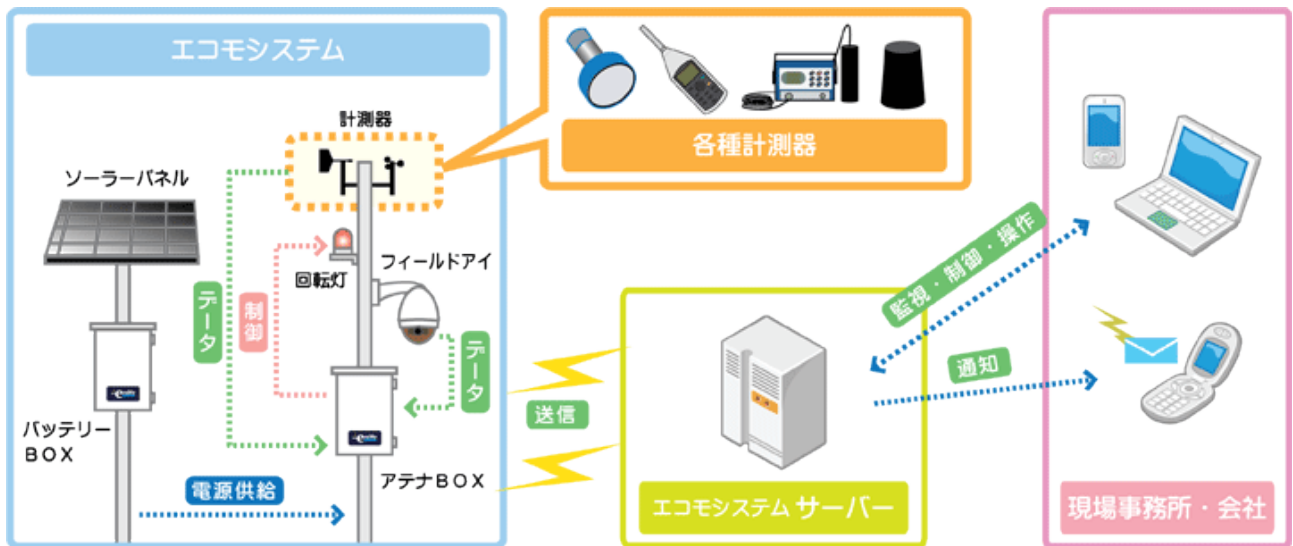 エコモシステム
計測器
各種計測器
ソーラーパネル
回転灯
フィールドアイ
データ
制御
データ
バッテリー
BOX
アテナBOX
電源供給
送信
監視・制御・操作
通知
エコモシステム サーバー
現場事務所・会社